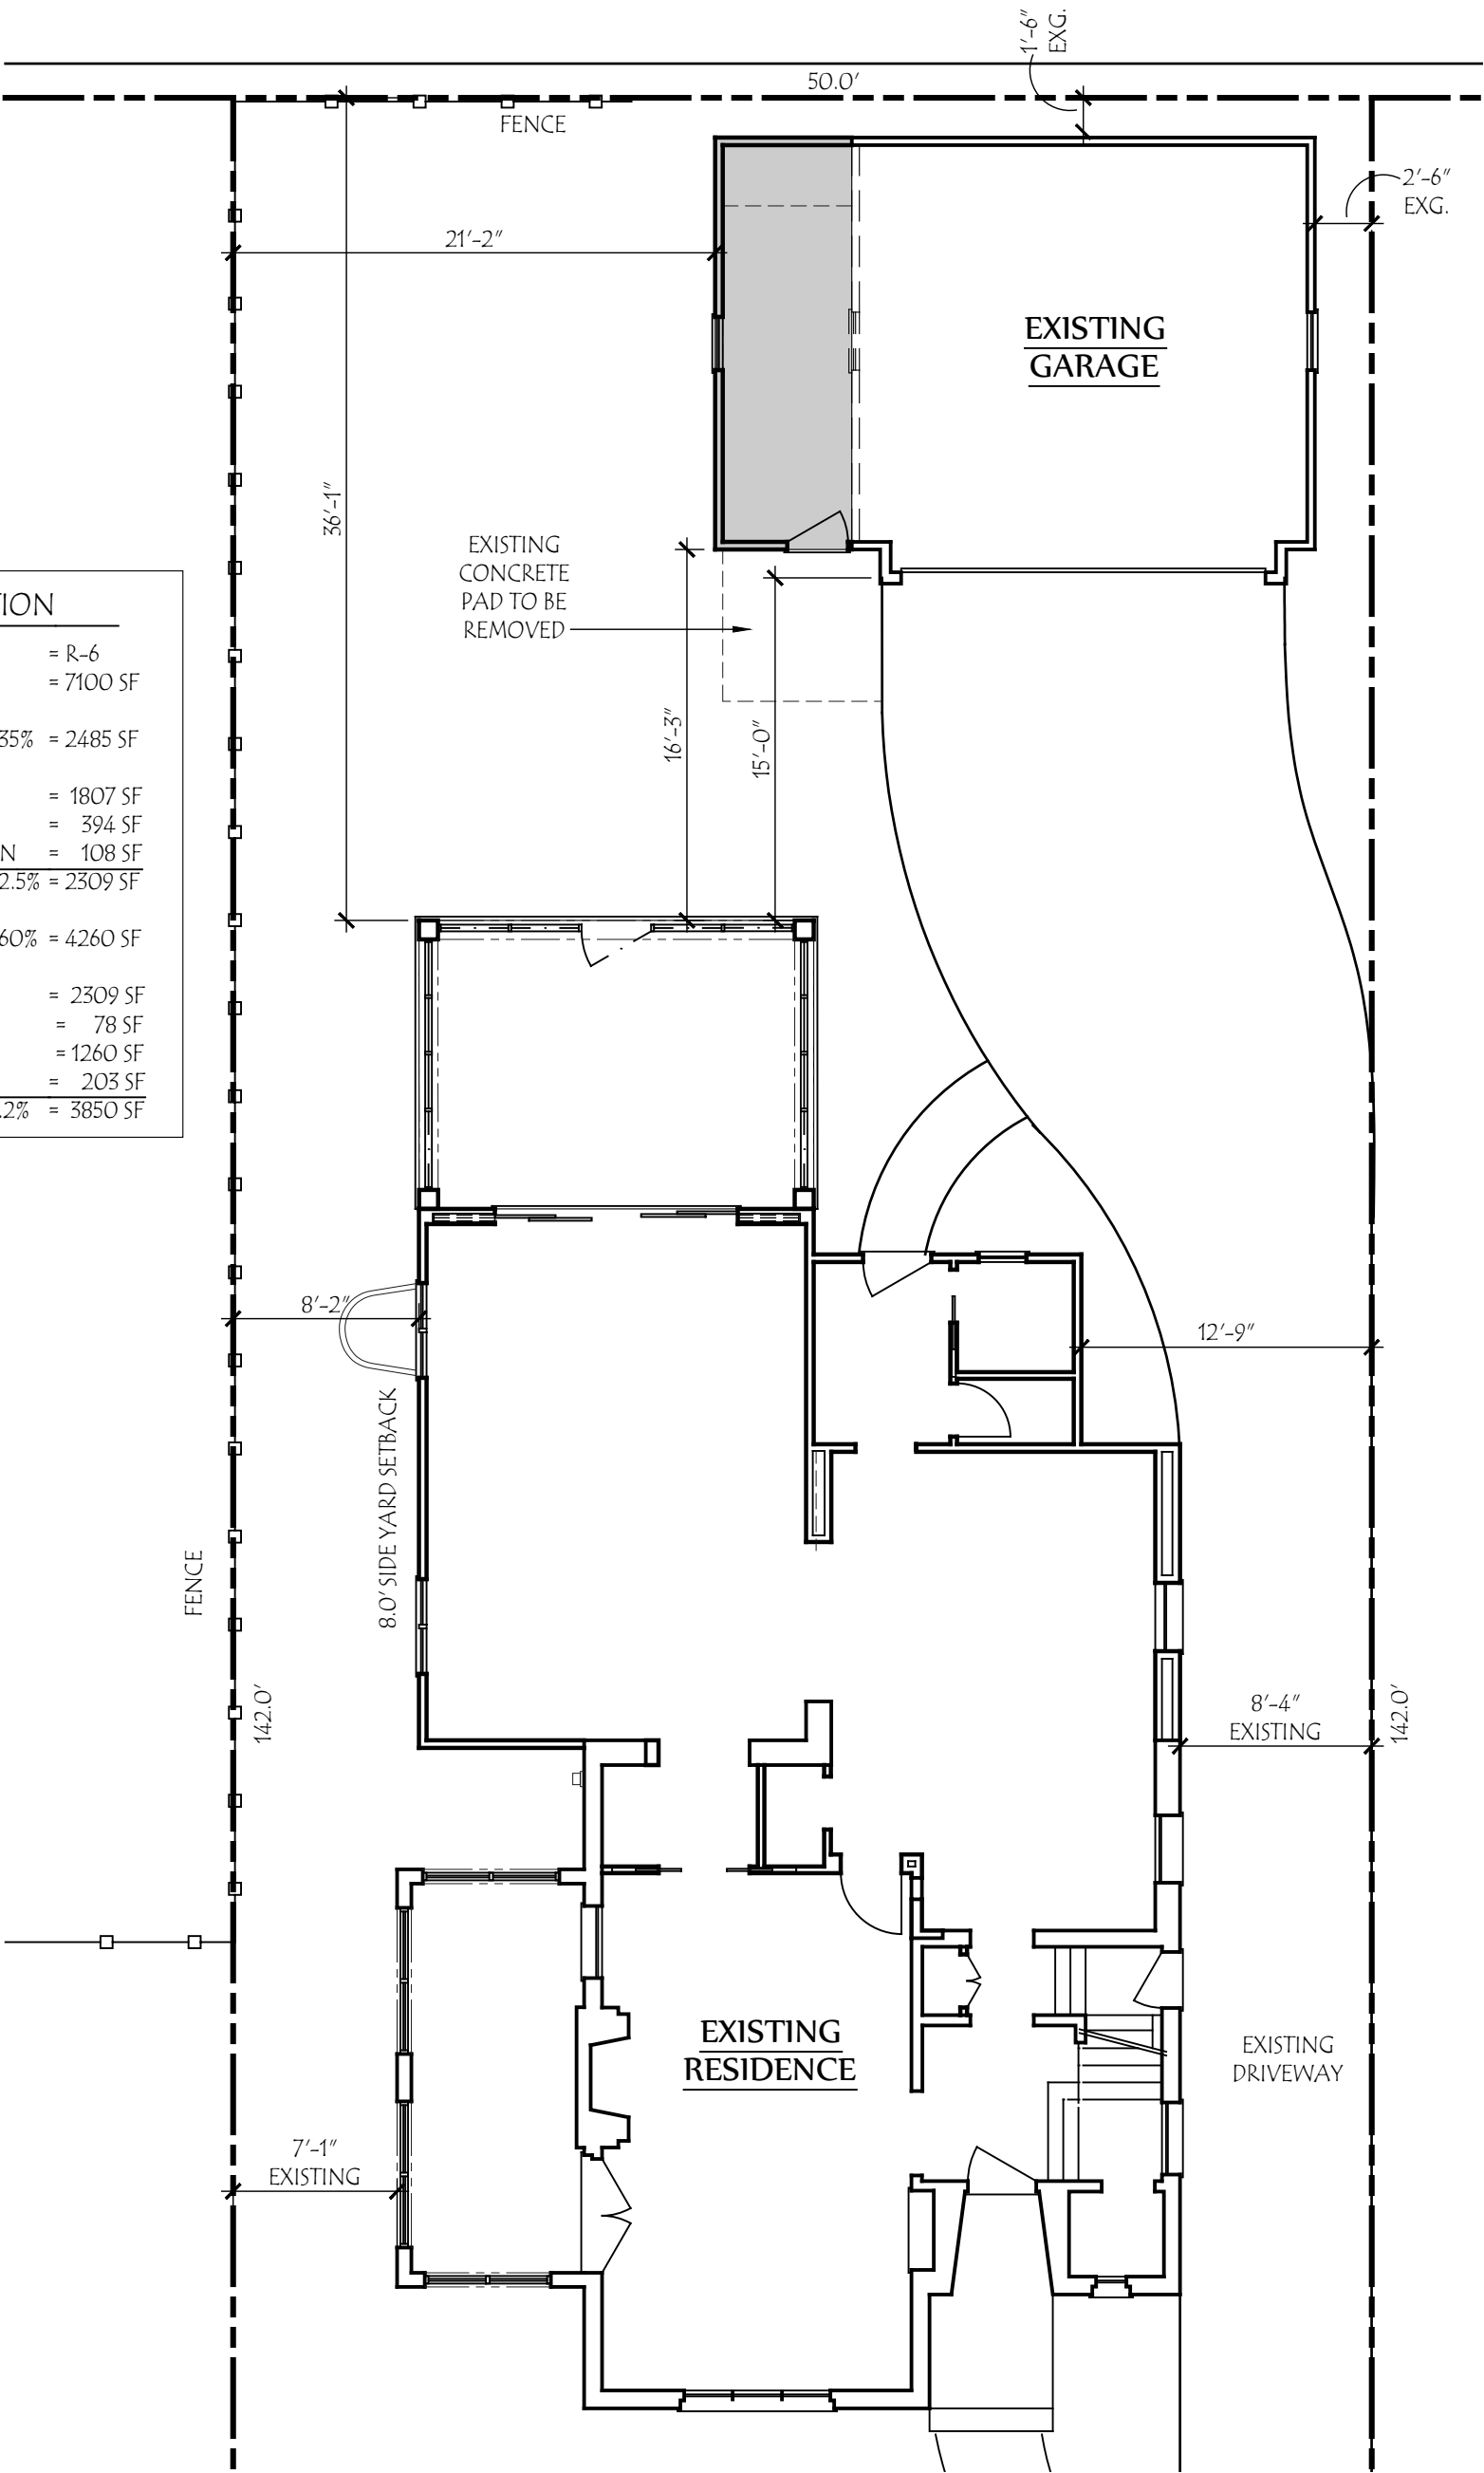 1'-6"
EXG.
50.0'
FENCE
2'-6"
EXG.
21'-2"
EXISTING
GARAGE
36'-1"
EXISTING
CONCRETE
PAD TO BE
REMOVED
16'-3"
15'-0"
TION
= R-6
= 7100 SF
35% = 2485 SF
= 1807 SF
= 394 SF
N = 108 SF
2.5% = 2309 SF
60% = 4260 SF
= 2309 SF
= 78 SF
= 1260 SF
= 203 SF
.2% = 3850 SF
8'-2"
12'-9"
8.0' SIDE YARD SETBACK
FENCE
142.0'
8'-4"
EXISTING
142.0'
EXISTING
RESIDENCE
EXISTING
DRIVEWAY
7'-1"
EXISTING